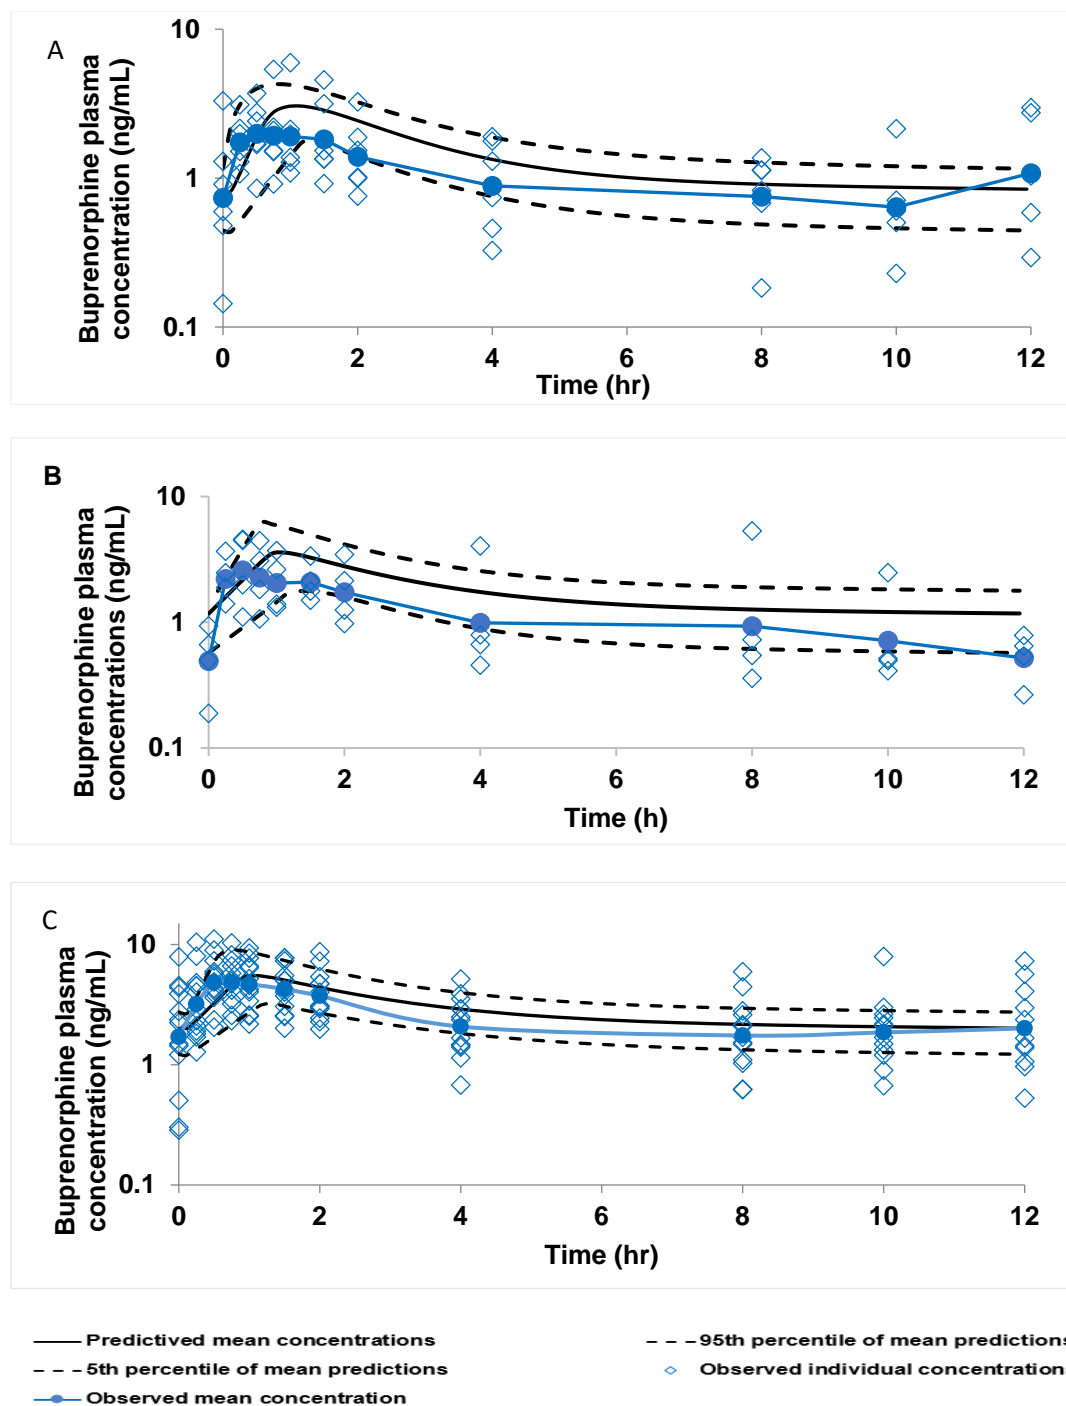 A
Buprenorphine plasma
concentration (ng/mL)
10
1
0.1
0 2 4 6 8 10 12
Time (hr)
B
Buprenorphine plasma
concentrations (ng/mL)
10
1
0.1
0 2 4 6 8 10 12
Time (h)
C
Buprenorphine plasma
concentration (ng/mL)
10
1
0.1
0 2 4 6 8 10 12
Time (hr)
Predictived mean concentrations
95th percentile of mean predictions
5th percentile of mean predictions
Observed individual concentration
Observed mean concentration